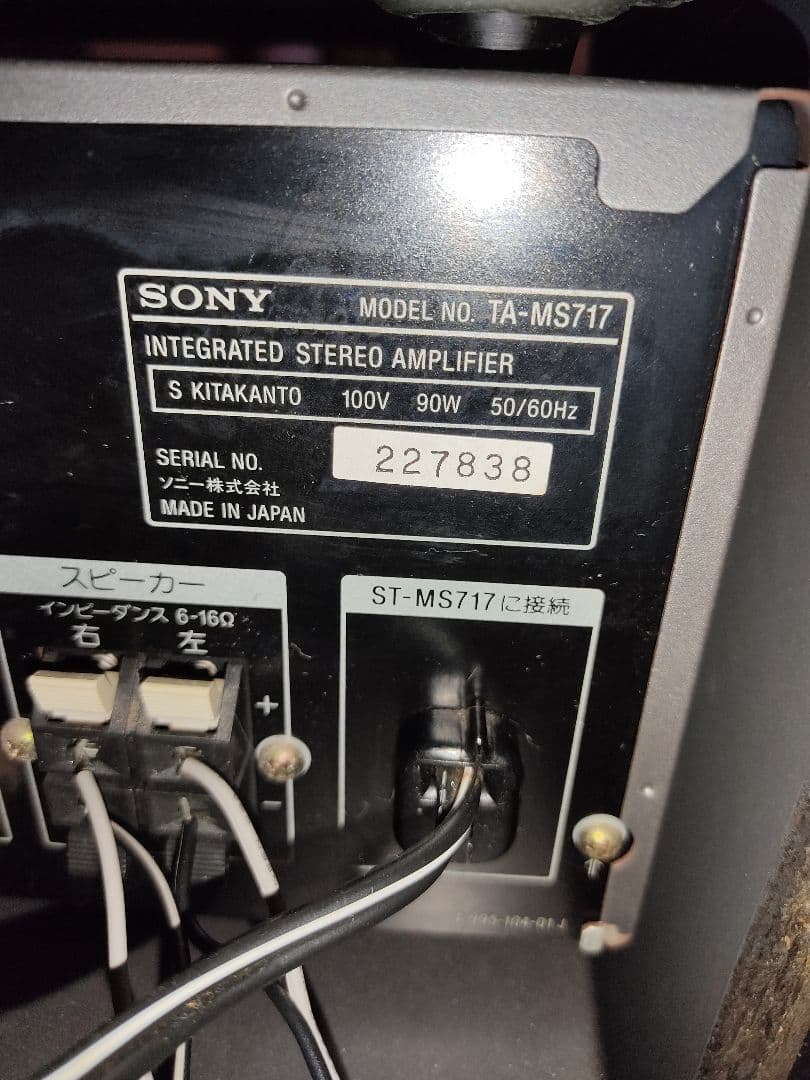 SONY MODEL NO. TA-MS717
INTEGRATED STEREO AMPLIFIER
S KITAKANTO 100V 90W 50/60Hz
SERIAL NO. 227838
ソニー株式会社
MADE IN JAPAN
スピーカー
インピーダンス 6-16Ω
右 左
+
-
ST-MS717に接続